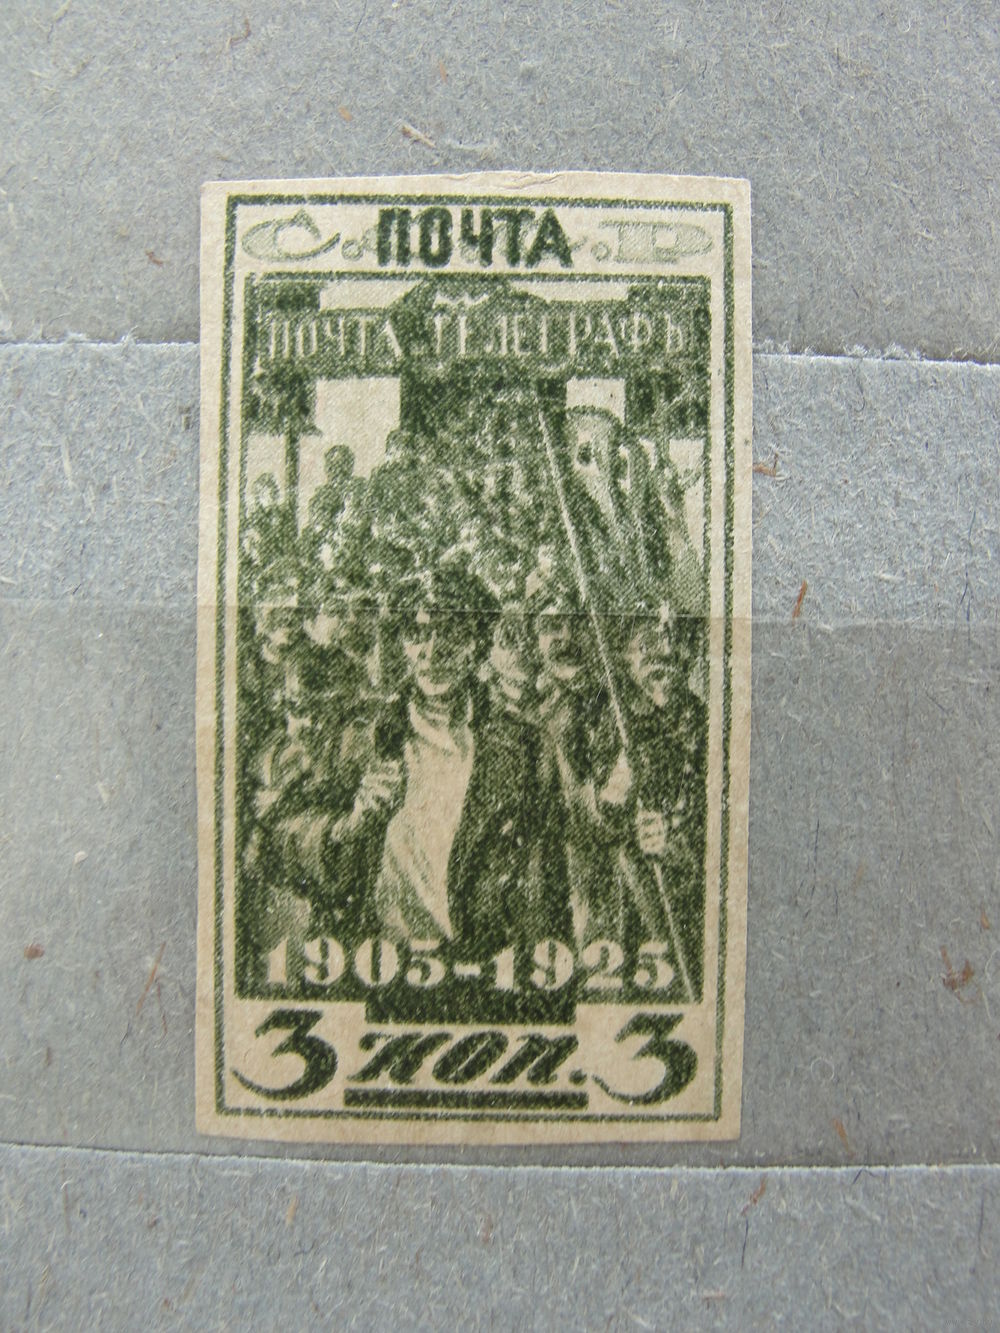 С.С.С.Р
ПОЧТА
ПОЧТА ТЕЛЕГРАФЪ
1905-1925
3 коп. 3